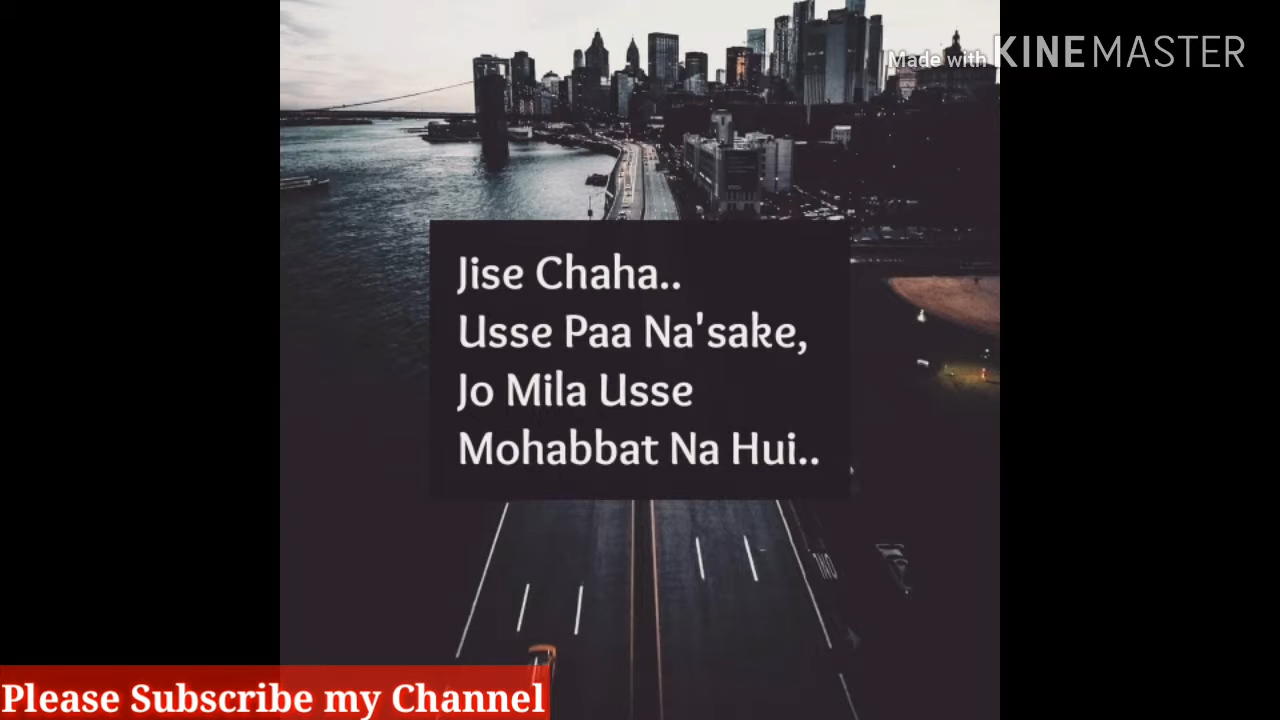 Made with KINEMASTER
Jise Chaha..
Usse Paa Na'sake,
Jo Mila Usse
Mohabbat Na Hui..
Please Subscribe my Channel